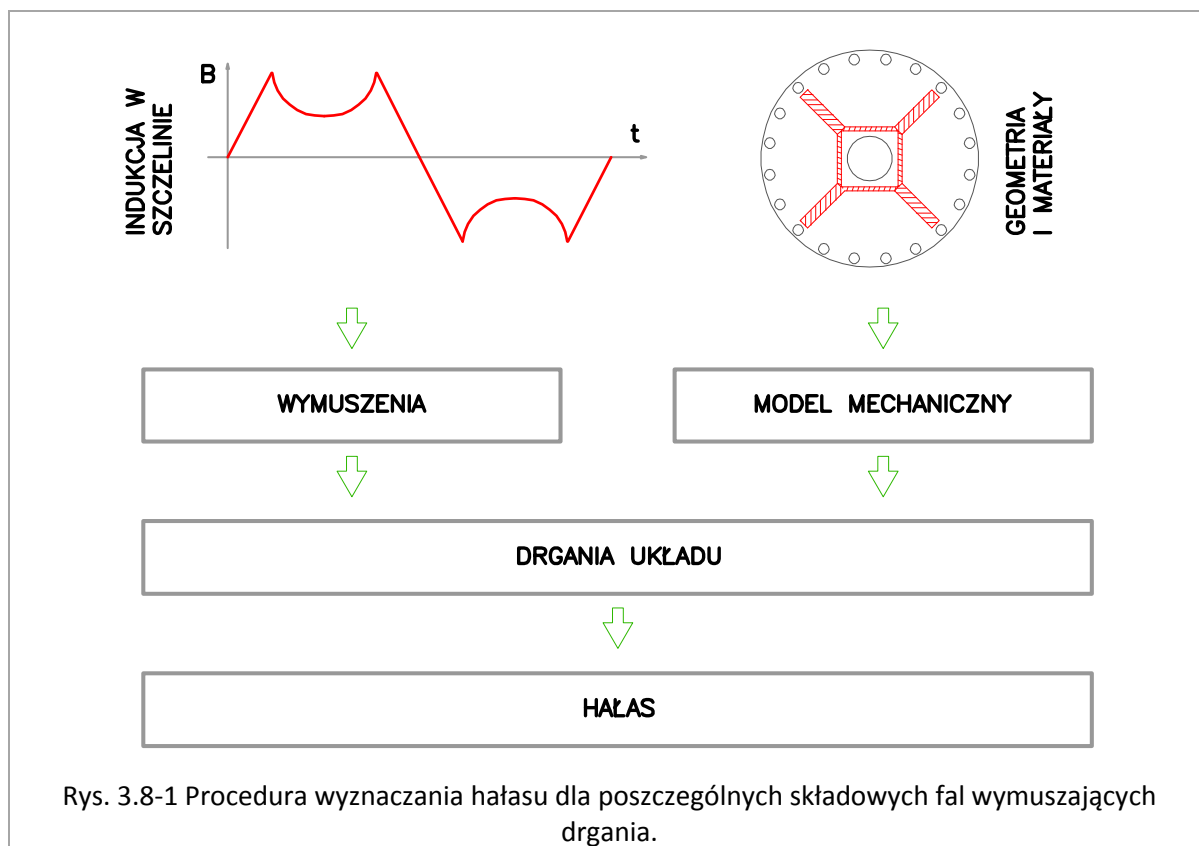 B
t
INDUKCJA W
SZCZELINIE
GEOMETRIA
I MATERIAŁY
WYMUSZENIA
MODEL MECHANICZNY
DRGANIA UKŁADU
HAŁAS
Rys. 3.8-1 Procedura wyznaczania hałasu dla poszczególnych składowych fal wymuszających
drgania.